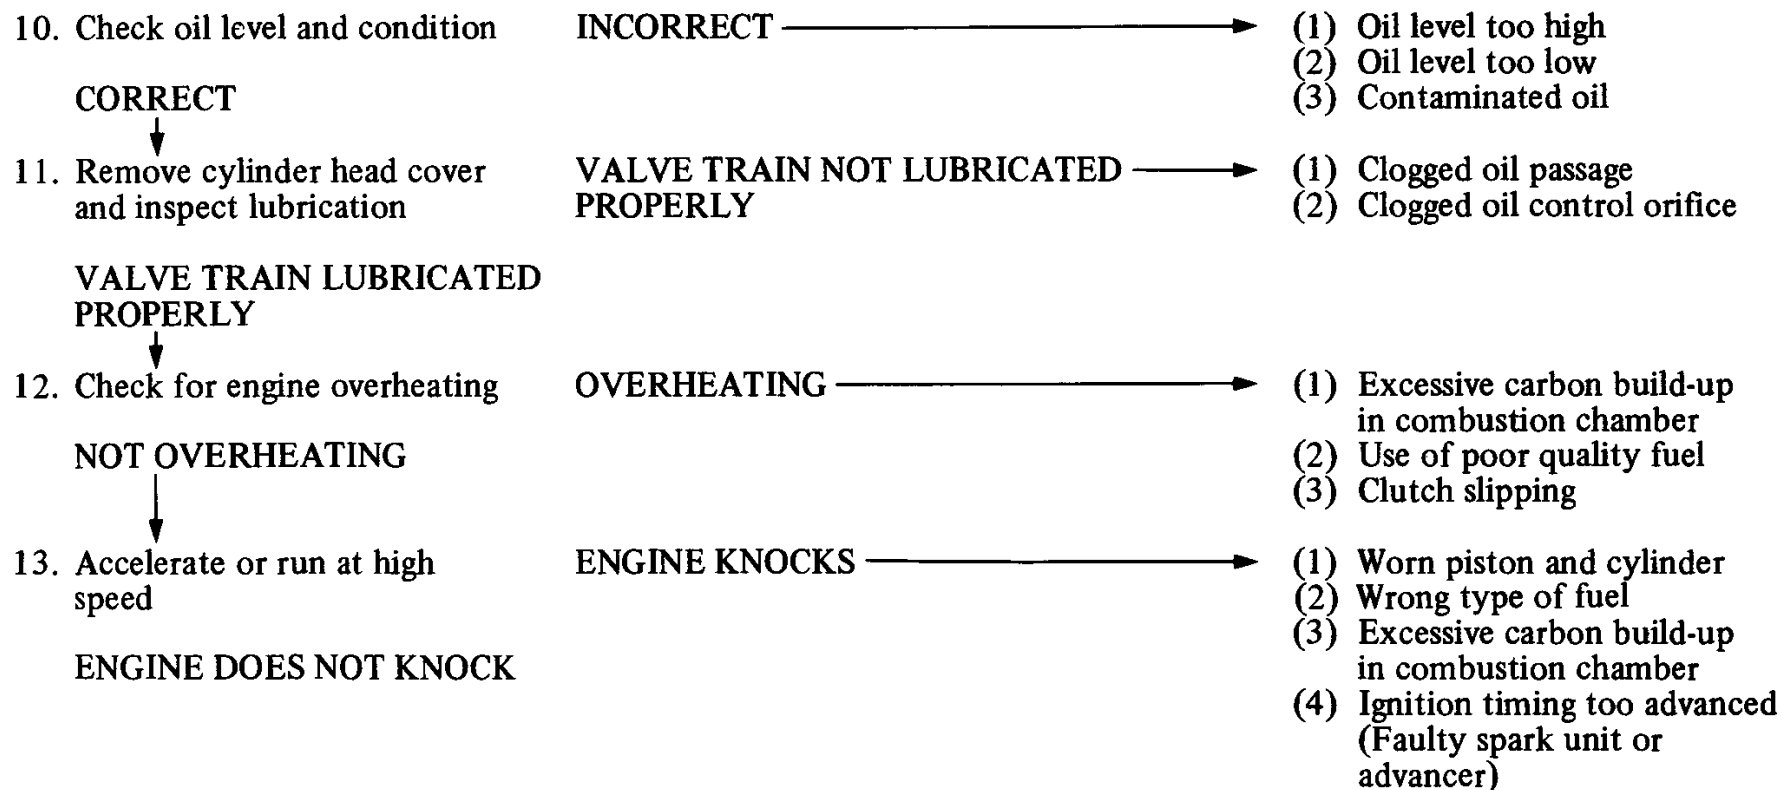 10. Check oil level and condition INCORRECT (1) Oil level too high
(2) Oil level too low
CORRECT (3) Contaminated oil
11. Remove cylinder head cover VALVE TRAIN NOT LUBRICATED (1) Clogged oil passage
and inspect lubrication PROPERLY (2) Clogged oil control orifice
VALVE TRAIN LUBRICATED
PROPERLY
12. Check for engine overheating OVERHEATING (1) Excessive carbon build-up
in combustion chamber
NOT OVERHEATING (2) Use of poor quality fuel
(3) Clutch slipping
13. Accelerate or run at high ENGINE KNOCKS (1) Worn piston and cylinder
speed (2) Wrong type of fuel
(3) Excessive carbon build-up
ENGINE DOES NOT KNOCK in combustion chamber
(4) Ignition timing too advanced
(Faulty spark unit or
advancer)